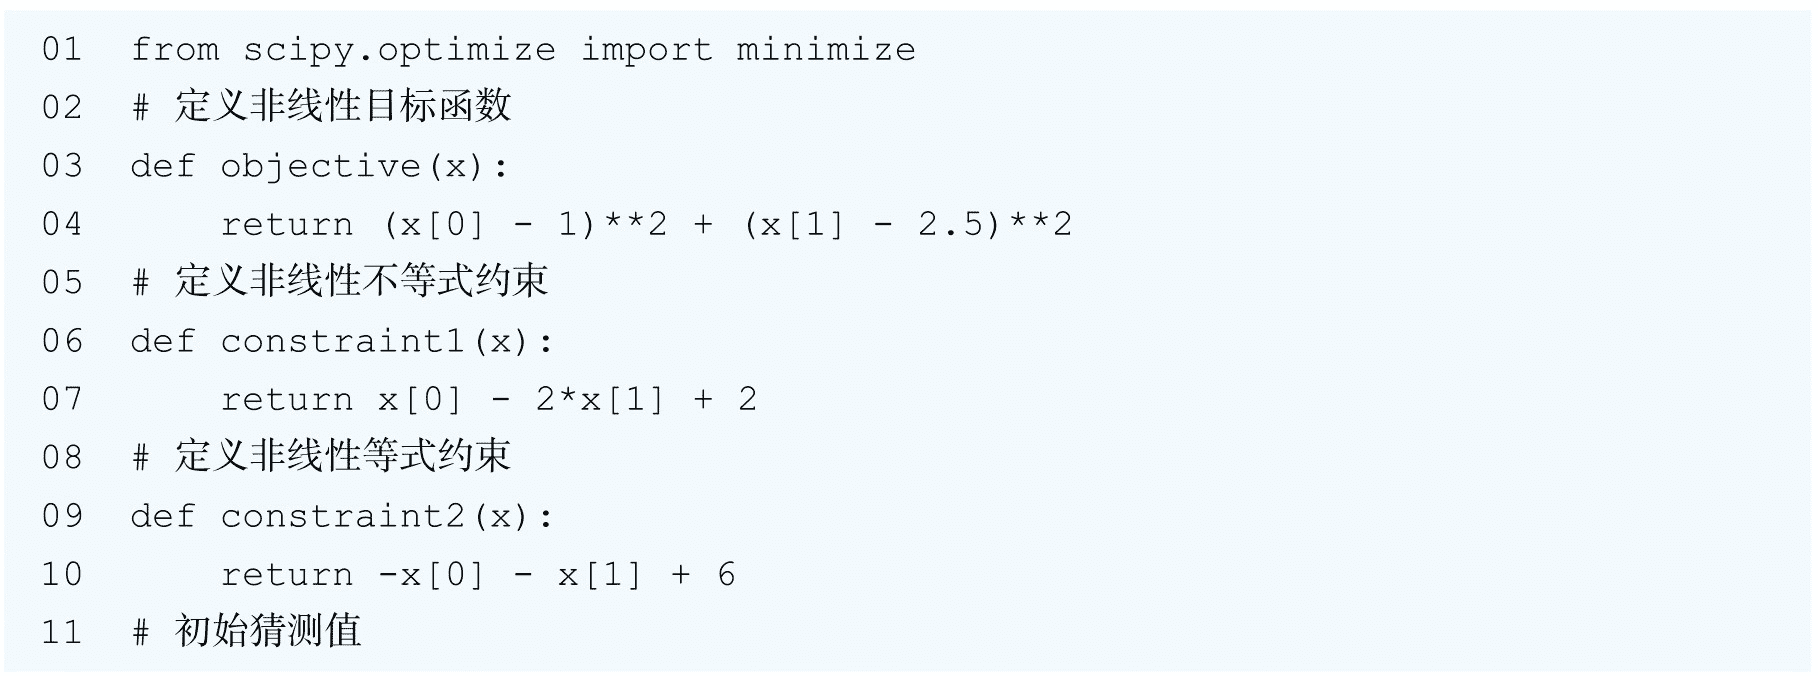 01 from scipy.optimize import minimize
02 # 定义非线性目标函数
03 def objective(x):
04     return (x[0] - 1)**2 + (x[1] - 2.5)**2
05 # 定义非线性不等式约束
06 def constraint1(x):
07     return x[0] - 2*x[1] + 2
08 # 定义非线性等式约束
09 def constraint2(x):
10     return -x[0] - x[1] + 6
11 # 初始猜测值